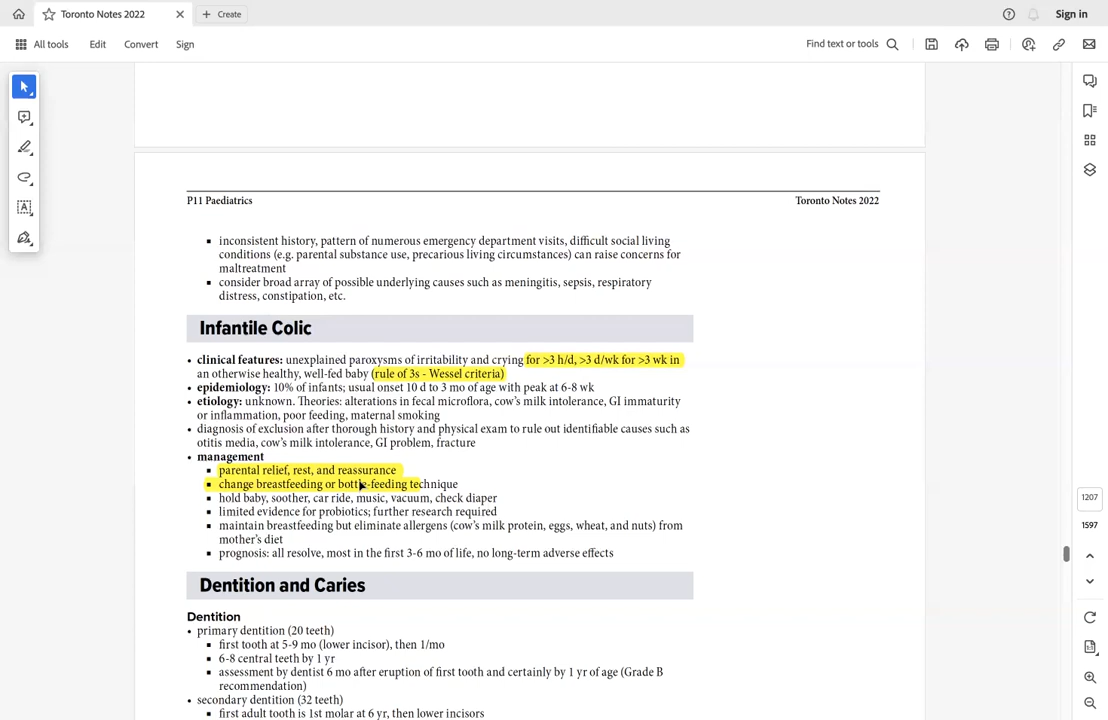 Toronto Notes 2022
Create
Sign in
All tools
Edit
Convert
Sign
Find text or tools
P11 Paediatrics
Toronto Notes 2022
inconsistent history, pattern of numerous emergency department visits, difficult social living
conditions (e.g. parental substance use, precarious living circumstances) can raise concerns for
maltreatment
consider broad array of possible underlying causes such as meningitis, sepsis, respiratory
distress, constipation, etc.
Infantile Colic
• clinical features: unexplained paroxysms of irritability and crying for >3 h/d, >3 d/wk for >3 wk in
an otherwise healthy, well-fed baby (rule of 3s - Wessel criteria)
• epidemiology: 10% of infants; usual onset 10 d to 3 mo of age with peak at 6-8 wk
• etiology: unknown. Theories: alterations in fecal microflora, cow's milk intolerance, GI immaturity
or inflammation, poor feeding, maternal smoking
• diagnosis of exclusion after thorough history and physical exam to rule out identifiable causes such as
otitis media, cow's milk intolerance, GI problem, fracture
• management
▪ parental relief, rest, and reassurance
▪ change breastfeeding or bottle-feeding technique
▪ hold baby, soother, car ride, music, vacuum, check diaper
▪ limited evidence for probiotics; further research required
▪ maintain breastfeeding but eliminate allergens (cow's milk protein, eggs, wheat, and nuts) from
mother's diet
▪ prognosis: all resolve, most in the first 3-6 mo of life, no long-term adverse effects
Dentition and Caries
Dentition
• primary dentition (20 teeth)
▪ first tooth at 5-9 mo (lower incisor), then 1/mo
▪ 6-8 central teeth by 1 yr
▪ assessment by dentist 6 mo after eruption of first tooth and certainly by 1 yr of age (Grade B
recommendation)
• secondary dentition (32 teeth)
▪ first adult tooth is 1st molar at 6 yr, then lower incisors
1207
1597